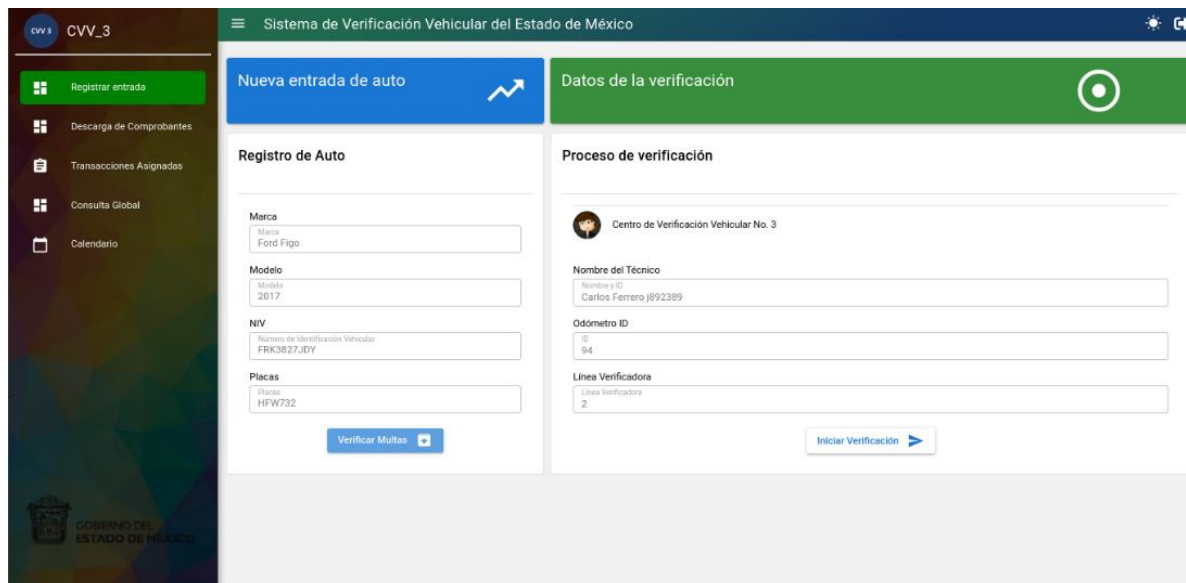 CVV 3
CVV_3
Registrar entrada
Descarga de Comprobantes
Transacciones Asignadas
Consulta Global
Calendario
GOBIERNO DEL
ESTADO DE MÉXICO
Sistema de Verificación Vehicular del Estado de México
Nueva entrada de auto
Registro de Auto
Marca
Marca
Ford Figo
Modelo
Modelo
2017
NIV
Número de Identificación Vehicular
FRK3827JDY
Placas
Placas
HFW732
Verificar Multas
Datos de la verificación
Proceso de verificación
Centro de Verificación Vehicular No. 3
Nombre del Técnico
Nombre y ID
Carlos Ferrero j892389
Odómetro ID
ID
94
Línea Verificadora
Línea Verificadora
2
Iniciar Verificación